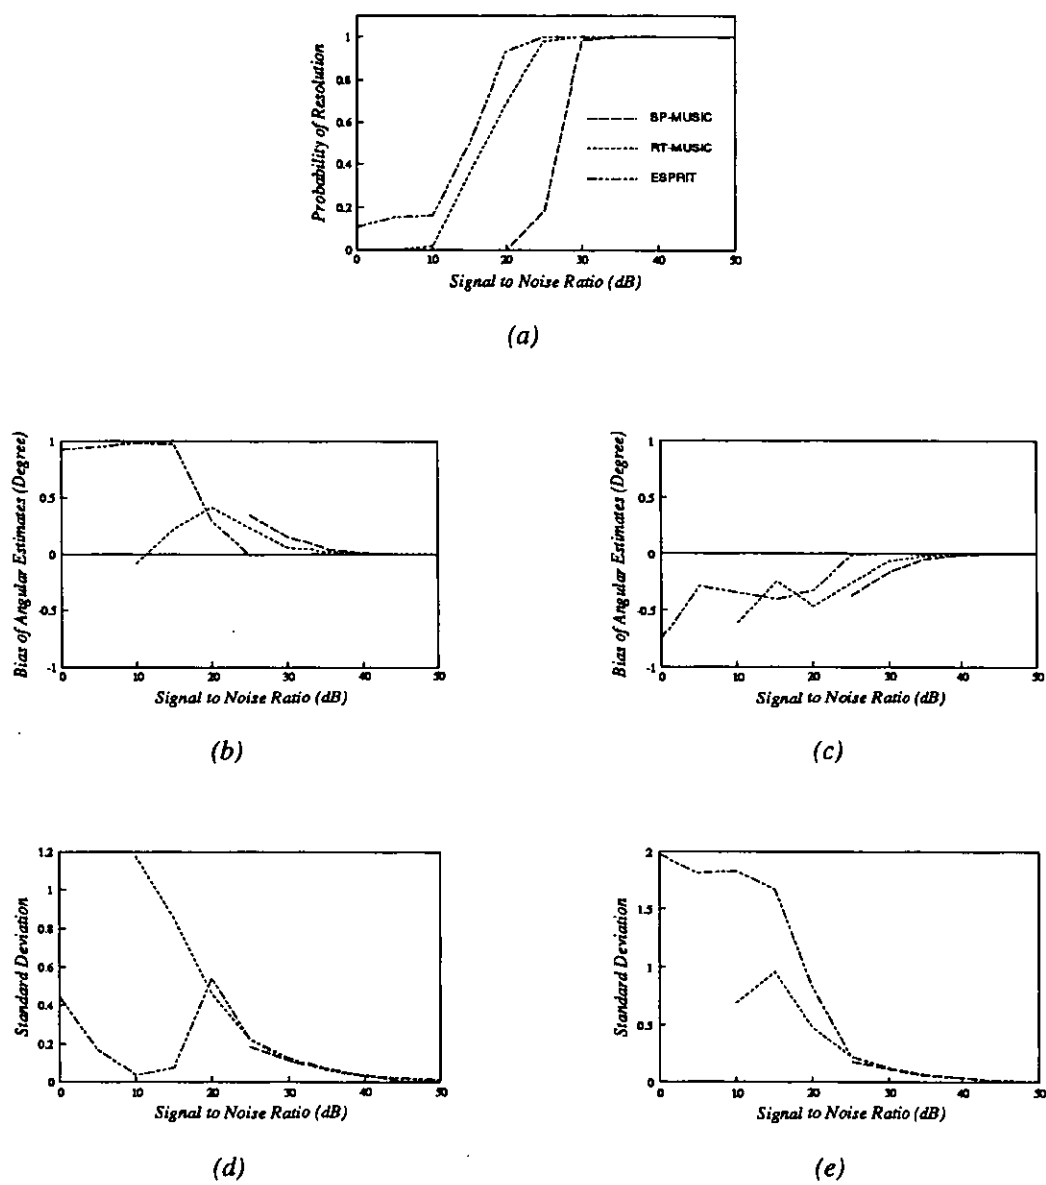 Probability of Resolution
1
0.8
0.6
0.4
0.2
0
SP-MUSIC
RT-MUSIC
ESPRIT
0 10 20 30 40 50
Signal to Noise Ratio (dB)
(a)
Bias of Angular Estimates (Degree)
1
0.5
0
-0.5
-1
0 10 20 30 40 50
Signal to Noise Ratio (dB)
(b)
Bias of Angular Estimates (Degree)
1
0.5
0
-0.5
-1
0 10 20 30 40 50
Signal to Noise Ratio (dB)
(c)
Standard Deviation
1.2
1
0.8
0.6
0.4
0.2
0
0 10 20 30 40 50
Signal to Noise Ratio (dB)
(d)
Standard Deviation
2
1.5
1
0.5
0
0 10 20 30 40 50
Signal to Noise Ratio (dB)
(e)